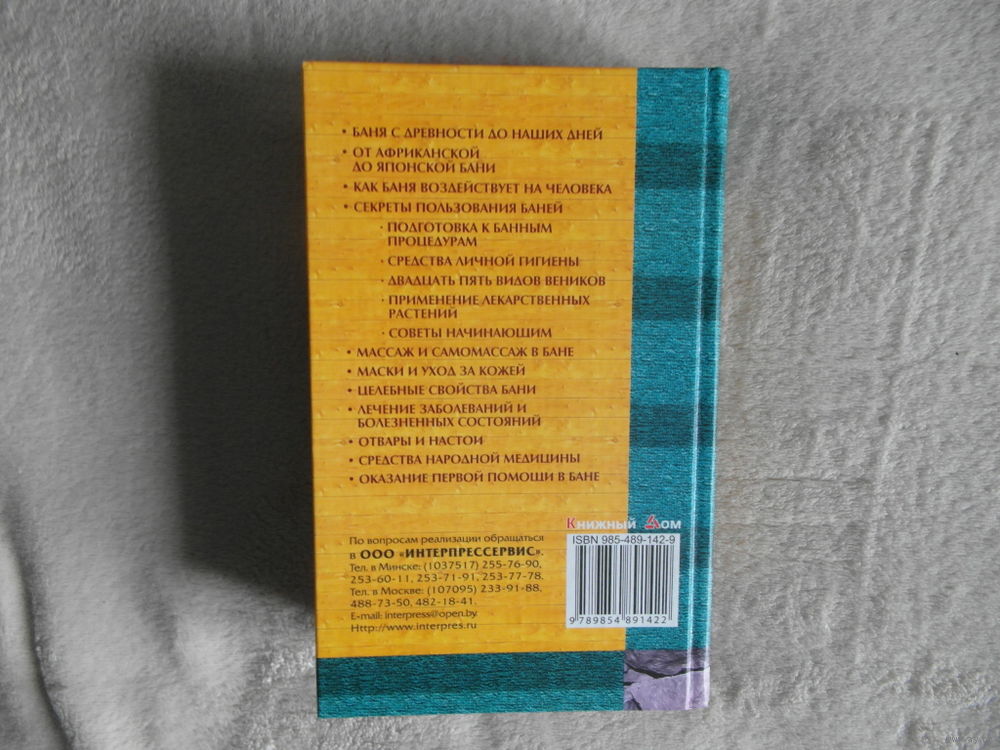 • БАНЯ С ДРЕВНОСТИ ДО НАШИХ ДНЕЙ
• ОТ АФРИКАНСКОЙ
ДО ЯПОНСКОЙ БАНИ
• КАК БАНЯ ВОЗДЕЙСТВУЕТ НА ЧЕЛОВЕКА
• СЕКРЕТЫ ПОЛЬЗОВАНИЯ БАНЕЙ
· ПОДГОТОВКА К БАННЫМ
ПРОЦЕДУРАМ
· СРЕДСТВА ЛИЧНОЙ ГИГИЕНЫ
· ДВАДЦАТЬ ПЯТЬ ВИДОВ ВЕНИКОВ
· ПРИМЕНЕНИЕ ЛЕКАРСТВЕННЫХ
РАСТЕНИЙ
· СОВЕТЫ НАЧИНАЮЩИМ
• МАССАЖ И САМОМАССАЖ В БАНЕ
• МАСКИ И УХОД ЗА КОЖЕЙ
• ЦЕЛЕБНЫЕ СВОЙСТВА БАНИ
• ЛЕЧЕНИЕ ЗАБОЛЕВАНИЙ И
БОЛЕЗНЕННЫХ СОСТОЯНИЙ
• ОТВАРЫ И НАСТОИ
• СРЕДСТВА НАРОДНОЙ МЕДИЦИНЫ
• ОКАЗАНИЕ ПЕРВОЙ ПОМОЩИ В БАНЕ
Книжный Дом
ISBN 985-489-142-9
9 789854 891422
По вопросам реализации обращаться
в ООО «ИНТЕРПРЕССЕРВИС».
Тел. в Минске: (1037517) 255-76-90,
253-60-11, 253-71-91, 253-77-78.
Тел. в Москве: (107095) 233-91-88,
488-73-50, 482-18-41.
E-mail: interpress@open.by
Http://www.interpres.ru